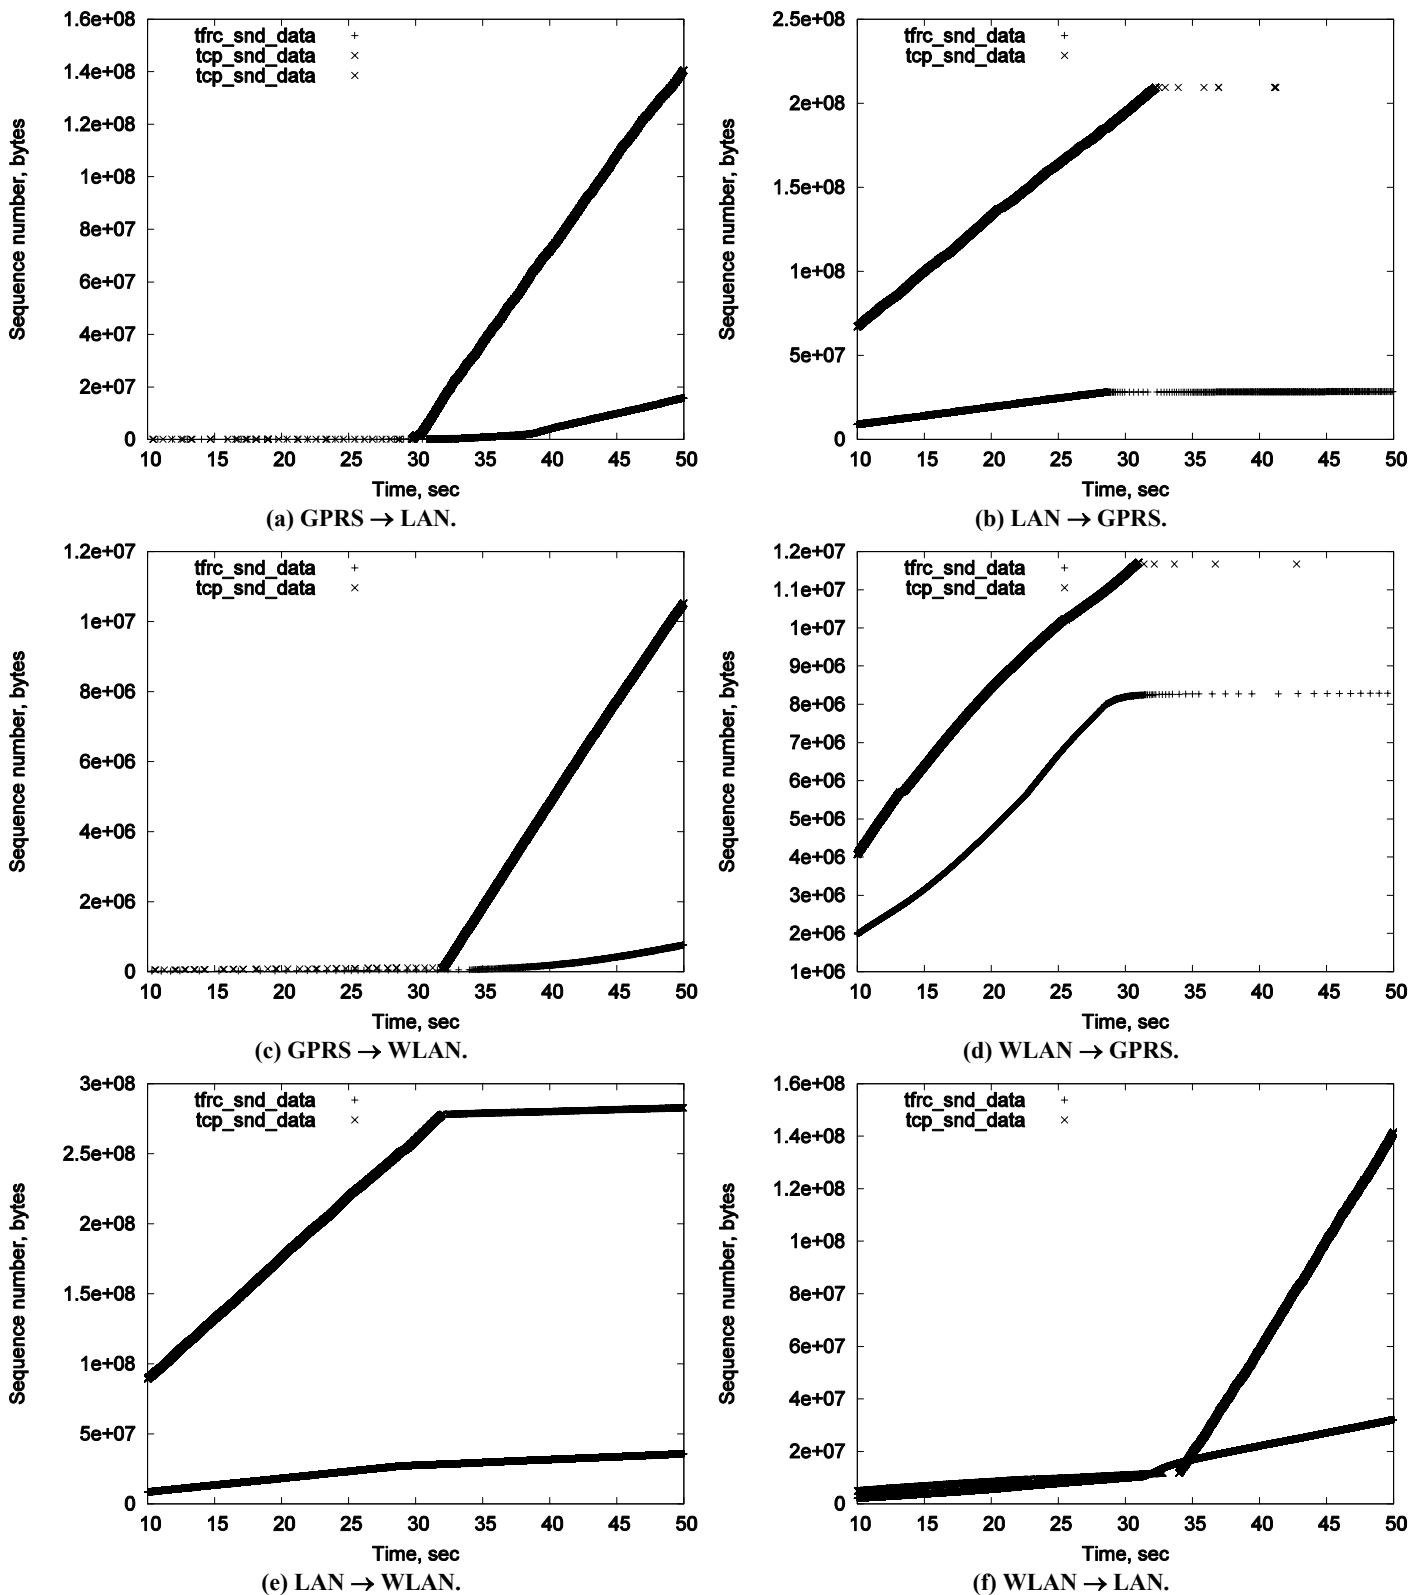 1.6e+08
1.4e+08
1.2e+08
1e+08
8e+07
6e+07
4e+07
2e+07
0
Sequence number, bytes
tfrc_snd_data
tcp_snd_data
tcp_snd_data
10 15 20 25 30 35 40 45 50
Time, sec
(a) GPRS → LAN.
2.5e+08
2e+08
1.5e+08
1e+08
5e+07
0
Sequence number, bytes
tfrc_snd_data
tcp_snd_data
10 15 20 25 30 35 40 45 50
Time, sec
(b) LAN → GPRS.
1.2e+07
1e+07
8e+06
6e+06
4e+06
2e+06
0
Sequence number, bytes
tfrc_snd_data
tcp_snd_data
10 15 20 25 30 35 40 45 50
Time, sec
(c) GPRS → WLAN.
1.2e+07
1.1e+07
1e+07
9e+06
8e+06
7e+06
6e+06
5e+06
4e+06
3e+06
2e+06
1e+06
Sequence number, bytes
tfrc_snd_data
tcp_snd_data
10 15 20 25 30 35 40 45 50
Time, sec
(d) WLAN → GPRS.
3e+08
2.5e+08
2e+08
1.5e+08
1e+08
5e+07
0
Sequence number, bytes
tfrc_snd_data
tcp_snd_data
10 15 20 25 30 35 40 45 50
Time, sec
(e) LAN → WLAN.
1.6e+08
1.4e+08
1.2e+08
1e+08
8e+07
6e+07
4e+07
2e+07
0
Sequence number, bytes
tfrc_snd_data
tcp_snd_data
10 15 20 25 30 35 40 45 50
Time, sec
(f) WLAN → LAN.